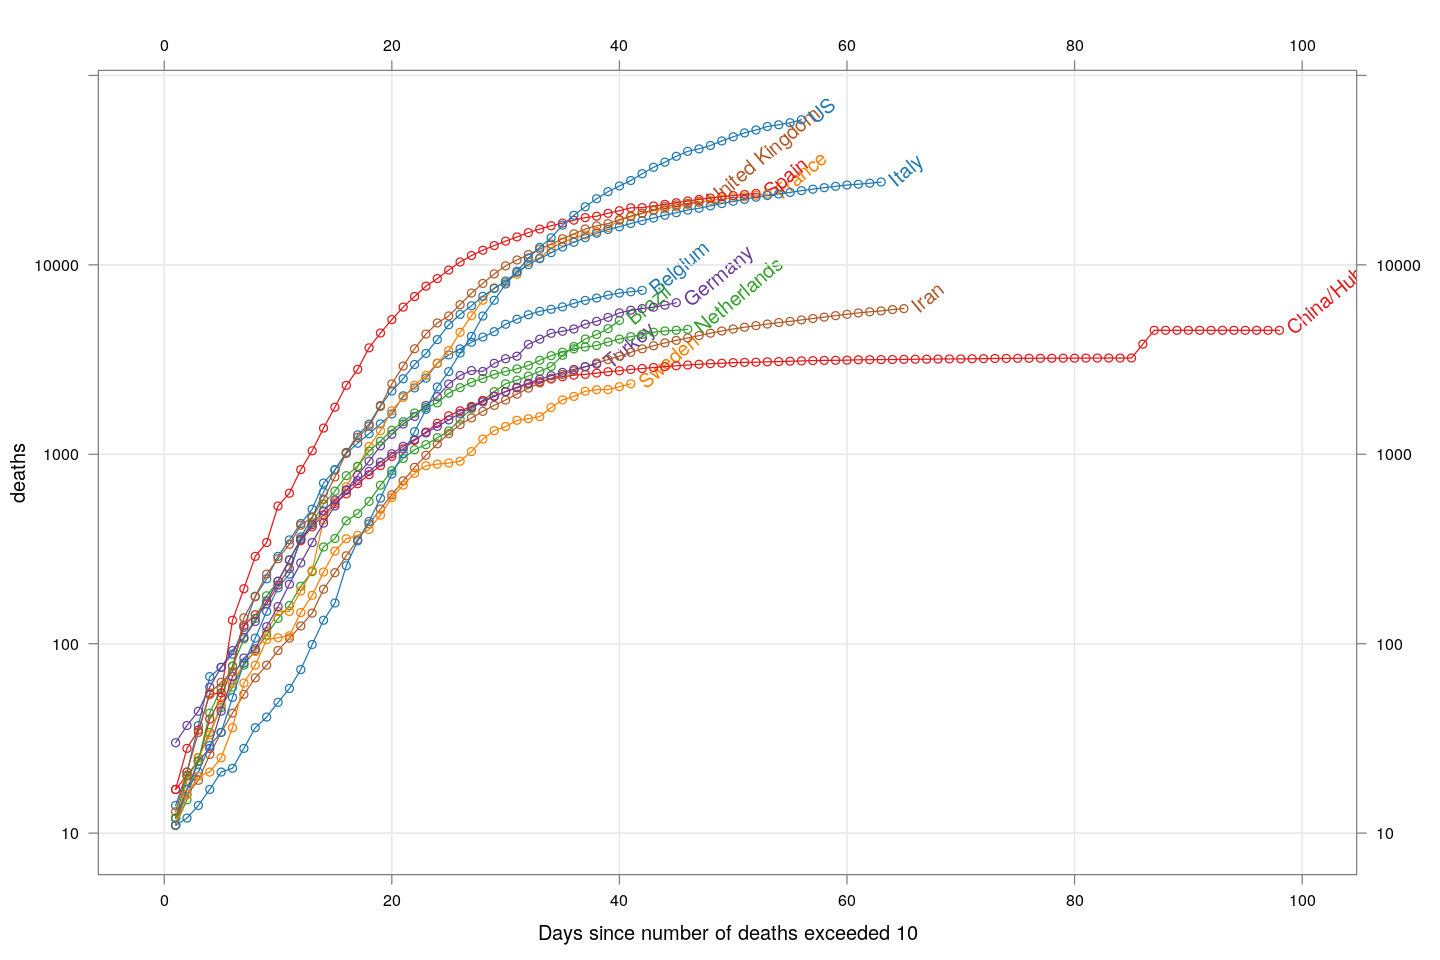 0 20 40 60 80 100
US
United Kingdom
Spain
France
Italy
Belgium
Germany
Brazil
Netherlands
Turkey
Sweden
Iran
China/Hub
10000 10000
1000 1000
100 100
10 10
deaths
0 20 40 60 80 100
Days since number of deaths exceeded 10